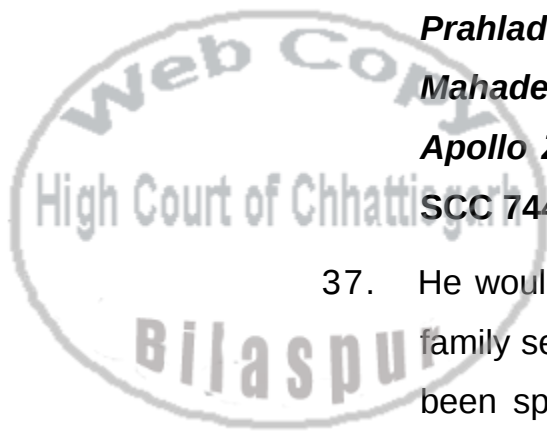 Prahlad
Mahade
Apollo
SCC 744
37. He woul
family se
been sp
Web Copy
High Court of Chhattisgarh
Bilaspur